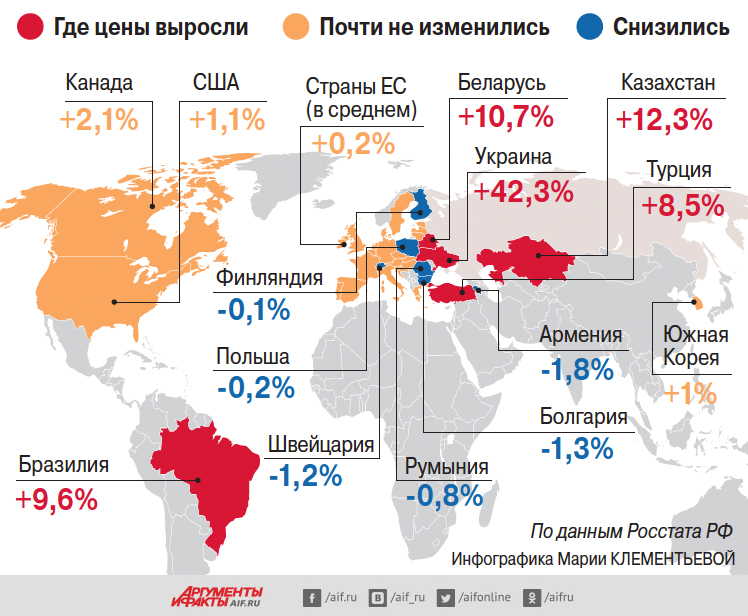 Где цены выросли
Почти не изменились
Снизились
Канада
+2,1%
США
+1,1%
Страны ЕС
(в среднем)
+0,2%
Беларусь
+10,7%
Казахстан
+12,3%
Украина
+42,3%
Турция
+8,5%
Финляндия
-0,1%
Польша
-0,2%
Армения
-1,8%
Южная
Корея
+1%
Болгария
-1,3%
Швейцария
-1,2%
Румыния
-0,8%
Бразилия
+9,6%
По данным Росстата РФ
Инфографика Марии КЛЕМЕНТЬЕВОЙ
АРГУМЕНТЫ
И ФАКТЫ AIF.RU
f /aif.ru
B /aif_ru
/aifonline
/aifru